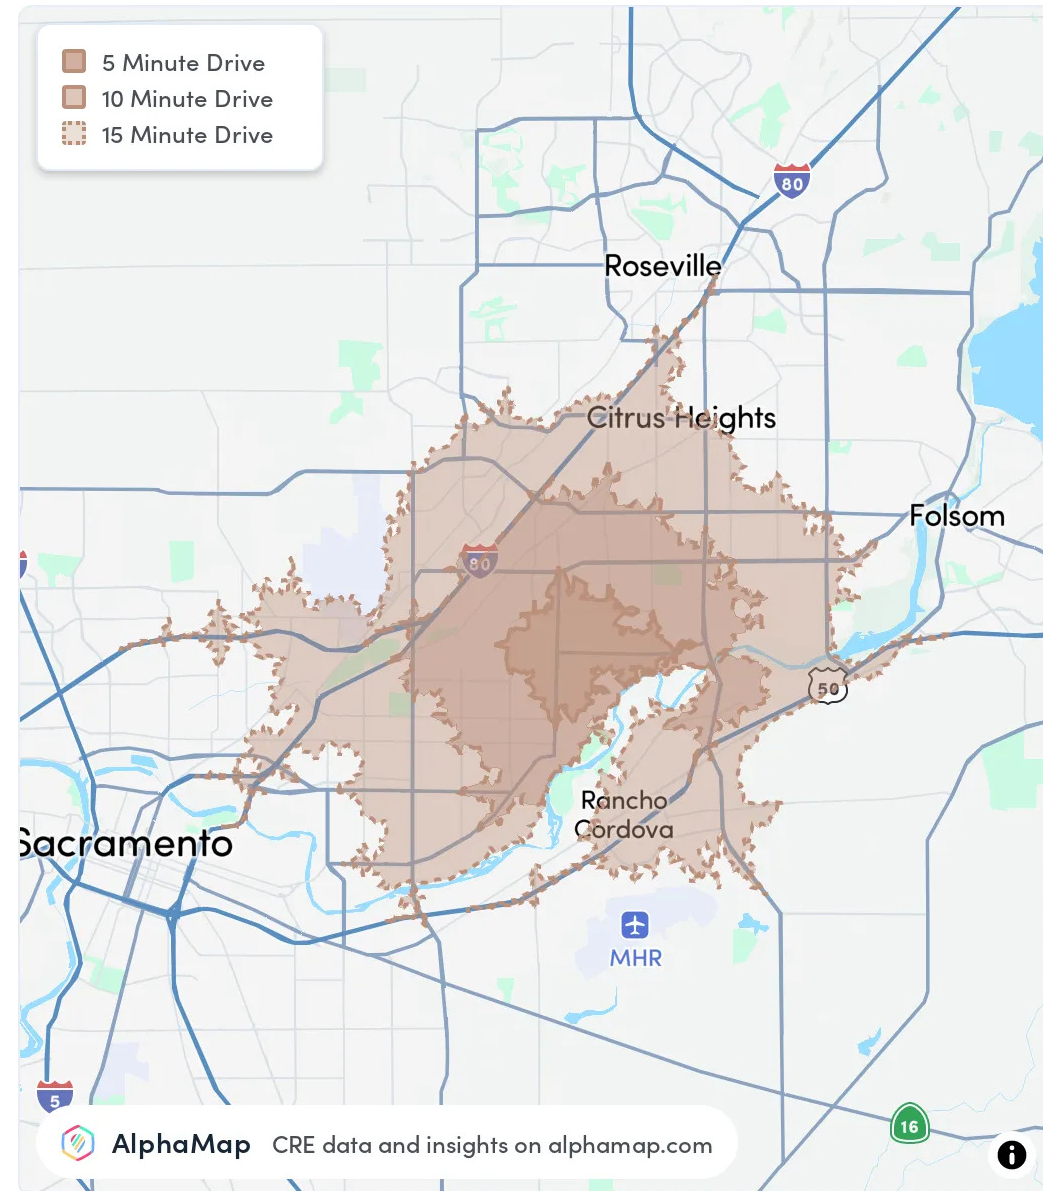 5 Minute Drive
10 Minute Drive
15 Minute Drive
80
Roseville
Citrus Heights
Folsom
80
50
Rancho
Cordova
Sacramento
MHR
5
16
AlphaMap CRE data and insights on alphamap.com